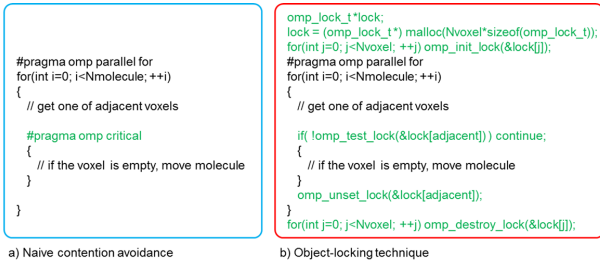 #pragma omp parallel for
for(int i=0; i<Nmolecule; ++i)
{
// get one of adjacent voxels
#pragma omp critical
{
// if the voxel is empty, move molecule
}
}
a) Naive contention avoidance
omp_lock_t *lock;
lock = (omp_lock_t *) malloc(Nvoxel*sizeof(omp_lock_t));
for(int j=0; j<Nvoxel; ++j) omp_init_lock(&lock[j]);
#pragma omp parallel for
for(int i=0; i<Nmolecule; ++i)
{
// get one of adjacent voxels
if( !omp_test_lock(&lock[adjacent]) ) continue;
{
// if the voxel is empty, move molecule
}
omp_unset_lock(&lock[adjacent]);
}
for(int j=0; j<Nvoxel; ++j) omp_destroy_lock(&lock[j]);
b) Object-locking technique